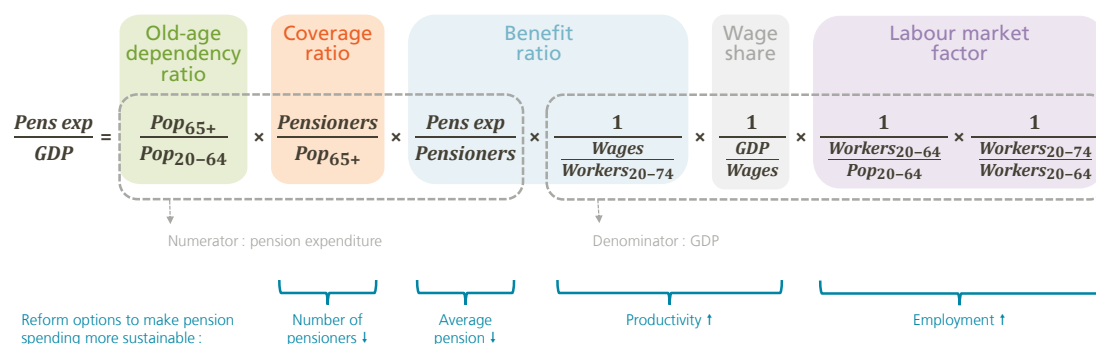 Old-age
dependency
ratio
Coverage
ratio
Benefit
ratio
Wage
share
Labour market
factor
Pens exp / GDP = Pop65+ / Pop20–64 × Pensioners / Pop65+ × Pens exp / Pensioners × 1 / (Wages / Workers20–74) × 1 / (GDP / Wages) × 1 / (Workers20–64 / Pop20–64) × 1 / (Workers20–74 / Workers20–64)
Numerator : pension expenditure
Denominator : GDP
Reform options to make pension
spending more sustainable :
Number of
pensioners ↓
Average
pension ↓
Productivity ↑
Employment ↑